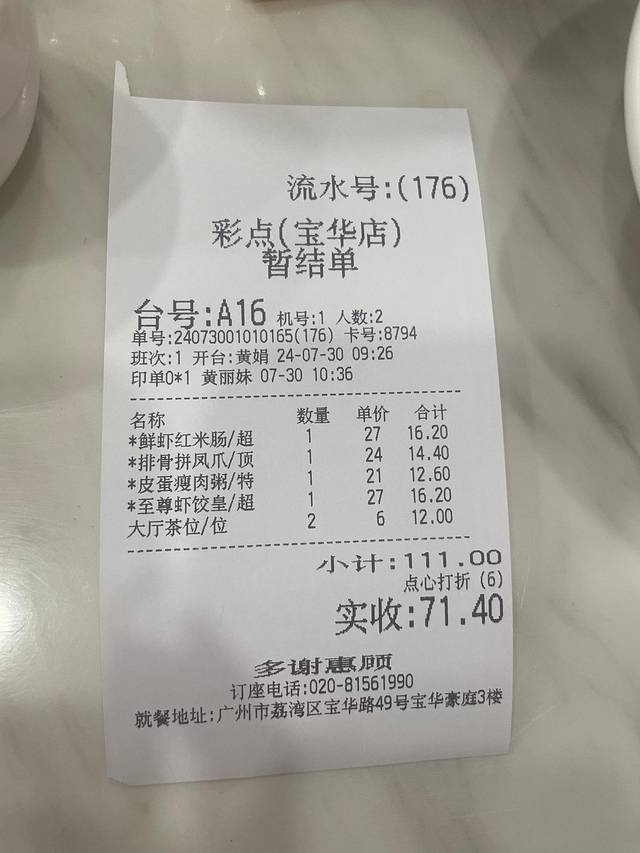 流水号:(176)
彩点(宝华店)
暂结单
台号:A16 机号:1 人数:2
单号:24073001010165(176) 卡号:8794
班次:1 开台:黄娟 24-07-30 09:26
印单0*1 黄丽妹 07-30 10:36
名称 数量 单价 合计
*鲜虾红米肠/超 1 27 16.20
*排骨拼凤爪/顶 1 24 14.40
*皮蛋瘦肉粥/特 1 21 12.60
*至尊虾饺皇/超 1 27 16.20
大厅茶位/位 2 6 12.00
小计:111.00
点心打折 (6)
实收:71.40
多谢惠顾
订座电话:020-81561990
就餐地址:广州市荔湾区宝华路49号宝华豪庭3楼